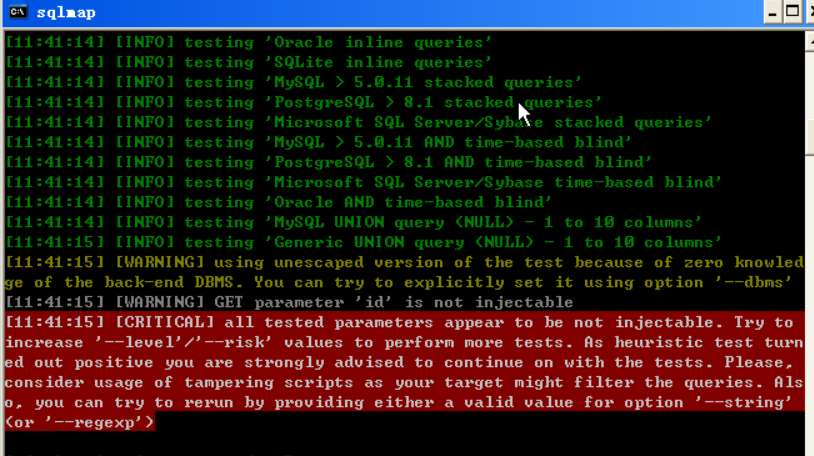 sqlmap
[11:41:14] [INFO] testing 'Oracle inline queries'
[11:41:14] [INFO] testing 'SQLite inline queries'
[11:41:14] [INFO] testing 'MySQL > 5.0.11 stacked queries'
[11:41:14] [INFO] testing 'PostgreSQL > 8.1 stacked queries'
[11:41:14] [INFO] testing 'Microsoft SQL Server/Sybase stacked queries'
[11:41:14] [INFO] testing 'MySQL > 5.0.11 AND time-based blind'
[11:41:14] [INFO] testing 'PostgreSQL > 8.1 AND time-based blind'
[11:41:14] [INFO] testing 'Microsoft SQL Server/Sybase time-based blind'
[11:41:14] [INFO] testing 'Oracle AND time-based blind'
[11:41:14] [INFO] testing 'MySQL UNION query (NULL) - 1 to 10 columns'
[11:41:15] [INFO] testing 'Generic UNION query (NULL) - 1 to 10 columns'
[11:41:15] [WARNING] using unescaped version of the test because of zero knowled
ge of the back-end DBMS. You can try to explicitly set it using option '--dbms'
[11:41:15] [WARNING] GET parameter 'id' is not injectable
[11:41:15] [CRITICAL] all tested parameters appear to be not injectable. Try to
increase '--level'/'--risk' values to perform more tests. As heuristic test turn
ed out positive you are strongly advised to continue on with the tests. Please,
consider usage of tampering scripts as your target might filter the queries. Als
o, you can try to rerun by providing either a valid value for option '--string'
(or '--regexp')